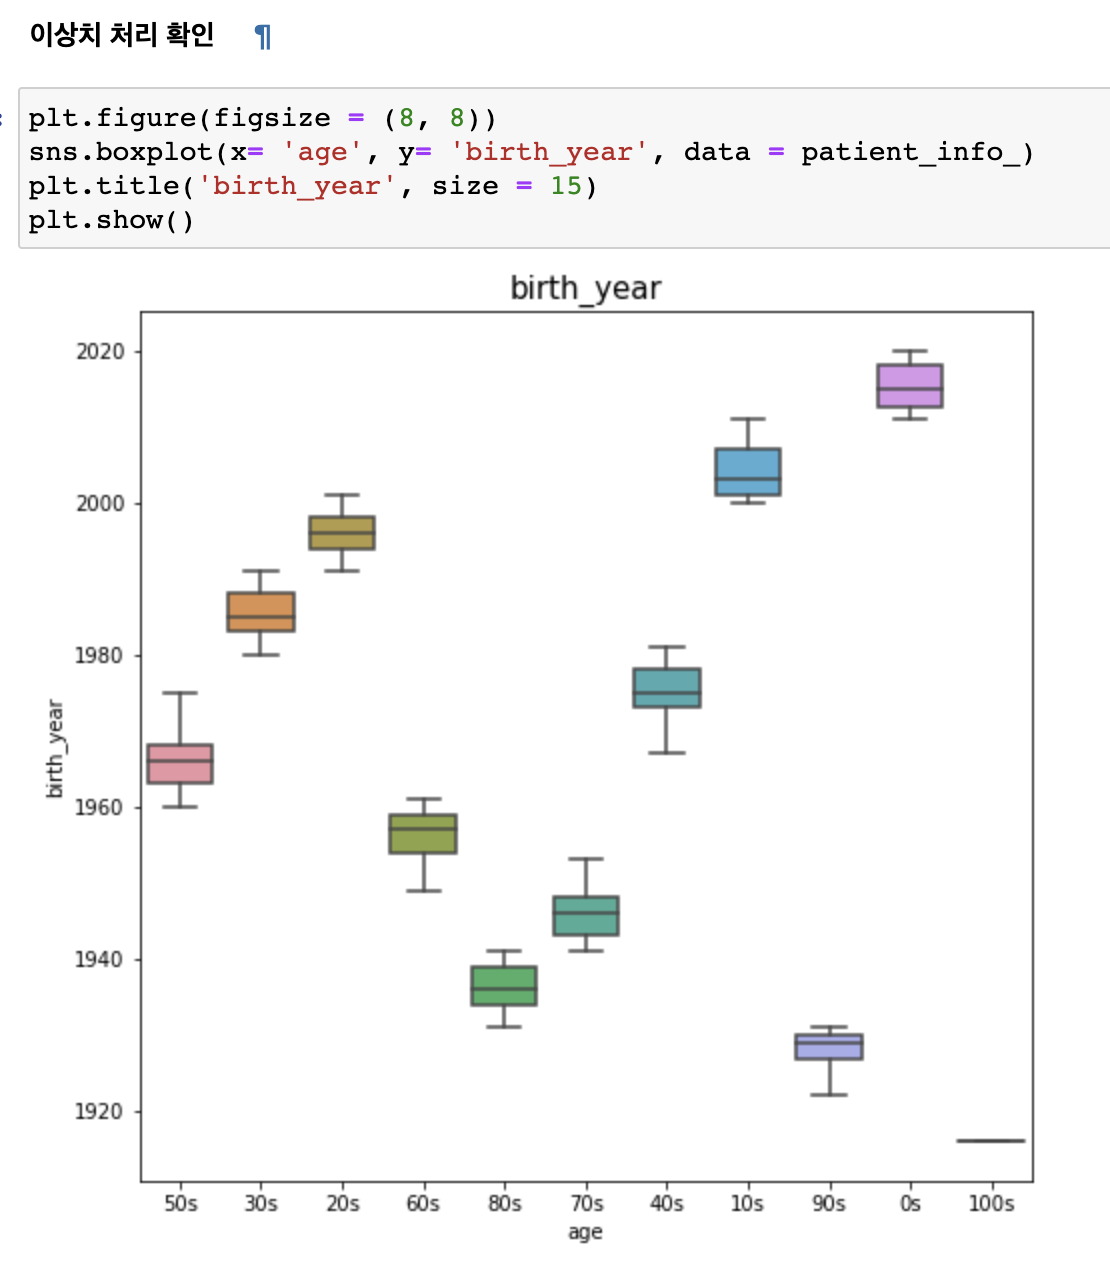 이상치 처리 확인 ¶
:
plt.figure(figsize = (8, 8))
sns.boxplot(x= 'age', y= 'birth_year', data = patient_info_)
plt.title('birth_year', size = 15)
plt.show()
birth_year
2020
2000
1980
1960
1940
1920
birth_year
50s 30s 20s 60s 80s 70s 40s 10s 90s 0s 100s
age